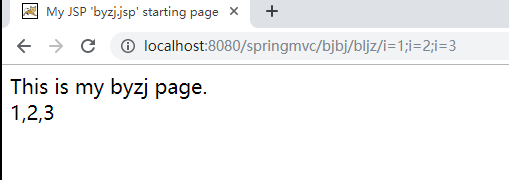 My JSP 'byzj.jsp' starting page
localhost:8080/springmvc/bjbj/bljz/i=1;i=2;i=3
This is my byzj page.
1,2,3